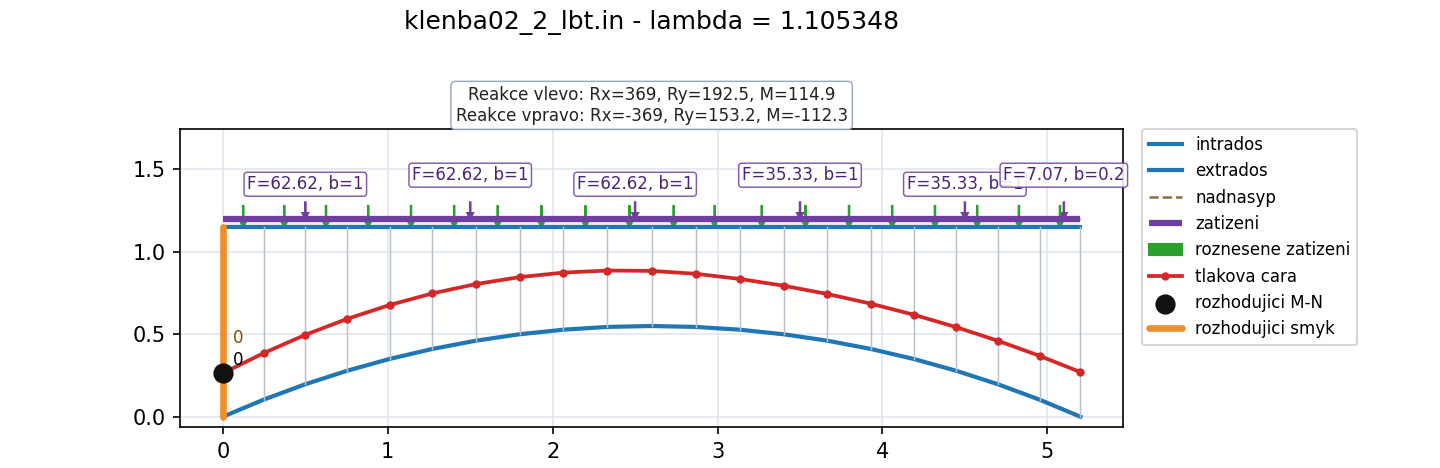 klenba02_2_lbt.in - lambda = 1.105348
Reakce vlevo: Rx=369, Ry=192.5, M=114.9
Reakce vpravo: Rx=-369, Ry=153.2, M=-112.3
F=62.62, b=1
F=62.62, b=1
F=62.62, b=1
F=35.33, b=1
F=35.33, b=1
F=7.07, b=0.2
1.5
1.0
0.5
0.0
0
0
0
1
2
3
4
5
intrados
extrados
nadnasyp
zatizeni
roznesene zatizeni
tlakova cara
rozhodujici M-N
rozhodujici smyk